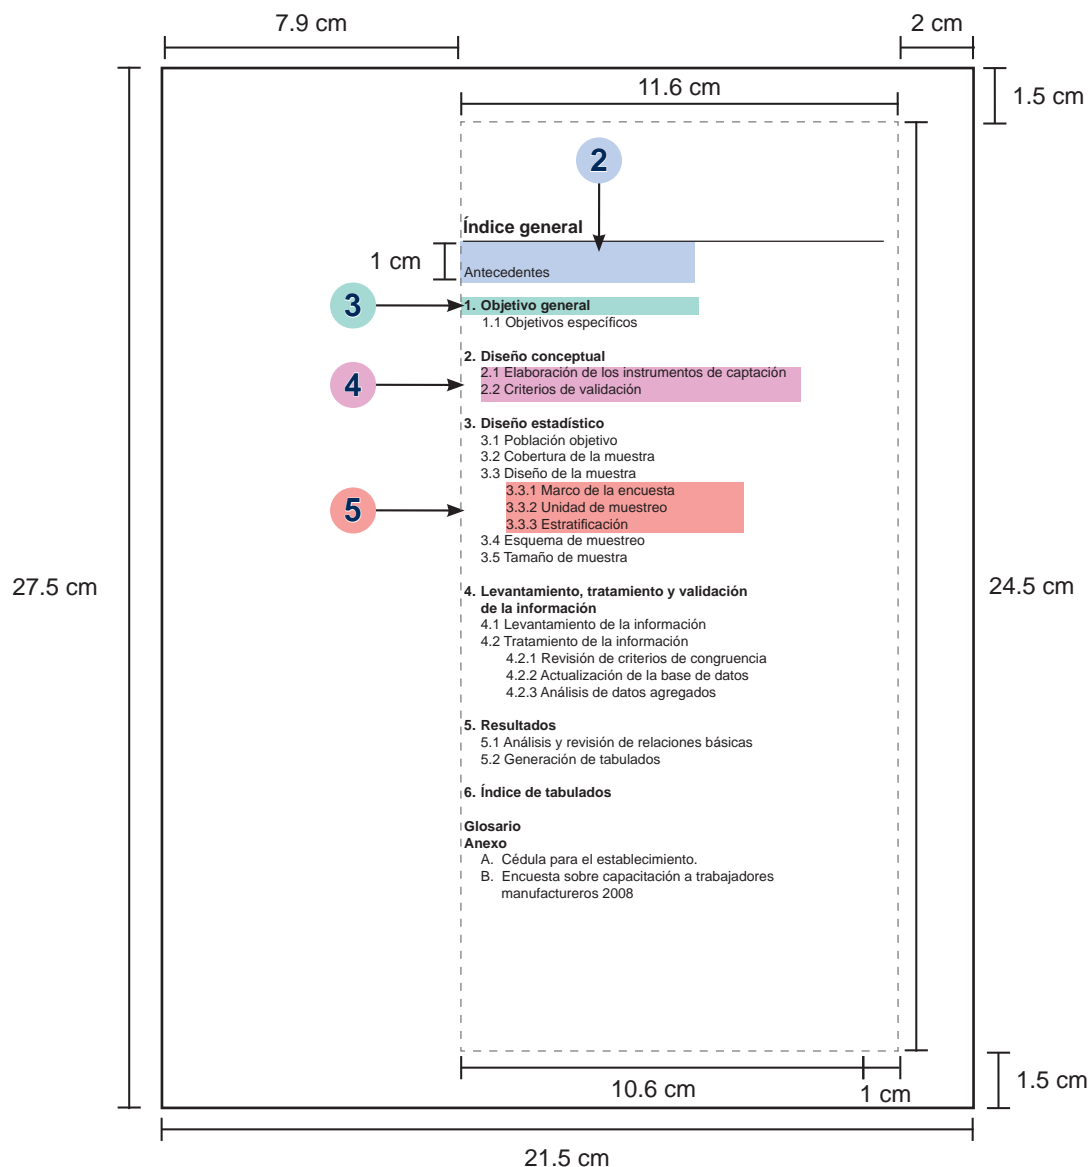 7.9 cm
2 cm
11.6 cm
1.5 cm
2
Índice general
1 cm
Antecedentes
3
1. Objetivo general
1.1 Objetivos específicos
2. Diseño conceptual
2.1 Elaboración de los instrumentos de captación
4
2.2 Criterios de validación
3. Diseño estadístico
3.1 Población objetivo
3.2 Cobertura de la muestra
3.3 Diseño de la muestra
3.3.1 Marco de la encuesta
5
3.3.2 Unidad de muestreo
3.3.3 Estratificación
3.4 Esquema de muestreo
3.5 Tamaño de muestra
27.5 cm
24.5 cm
4. Levantamiento, tratamiento y validación
de la información
4.1 Levantamiento de la información
4.2 Tratamiento de la información
4.2.1 Revisión de criterios de congruencia
4.2.2 Actualización de la base de datos
4.2.3 Análisis de datos agregados
5. Resultados
5.1 Análisis y revisión de relaciones básicas
5.2 Generación de tabulados
6. Índice de tabulados
Glosario
Anexo
A. Cédula para el establecimiento.
B. Encuesta sobre capacitación a trabajadores
manufactureros 2008
10.6 cm
1 cm
1.5 cm
21.5 cm